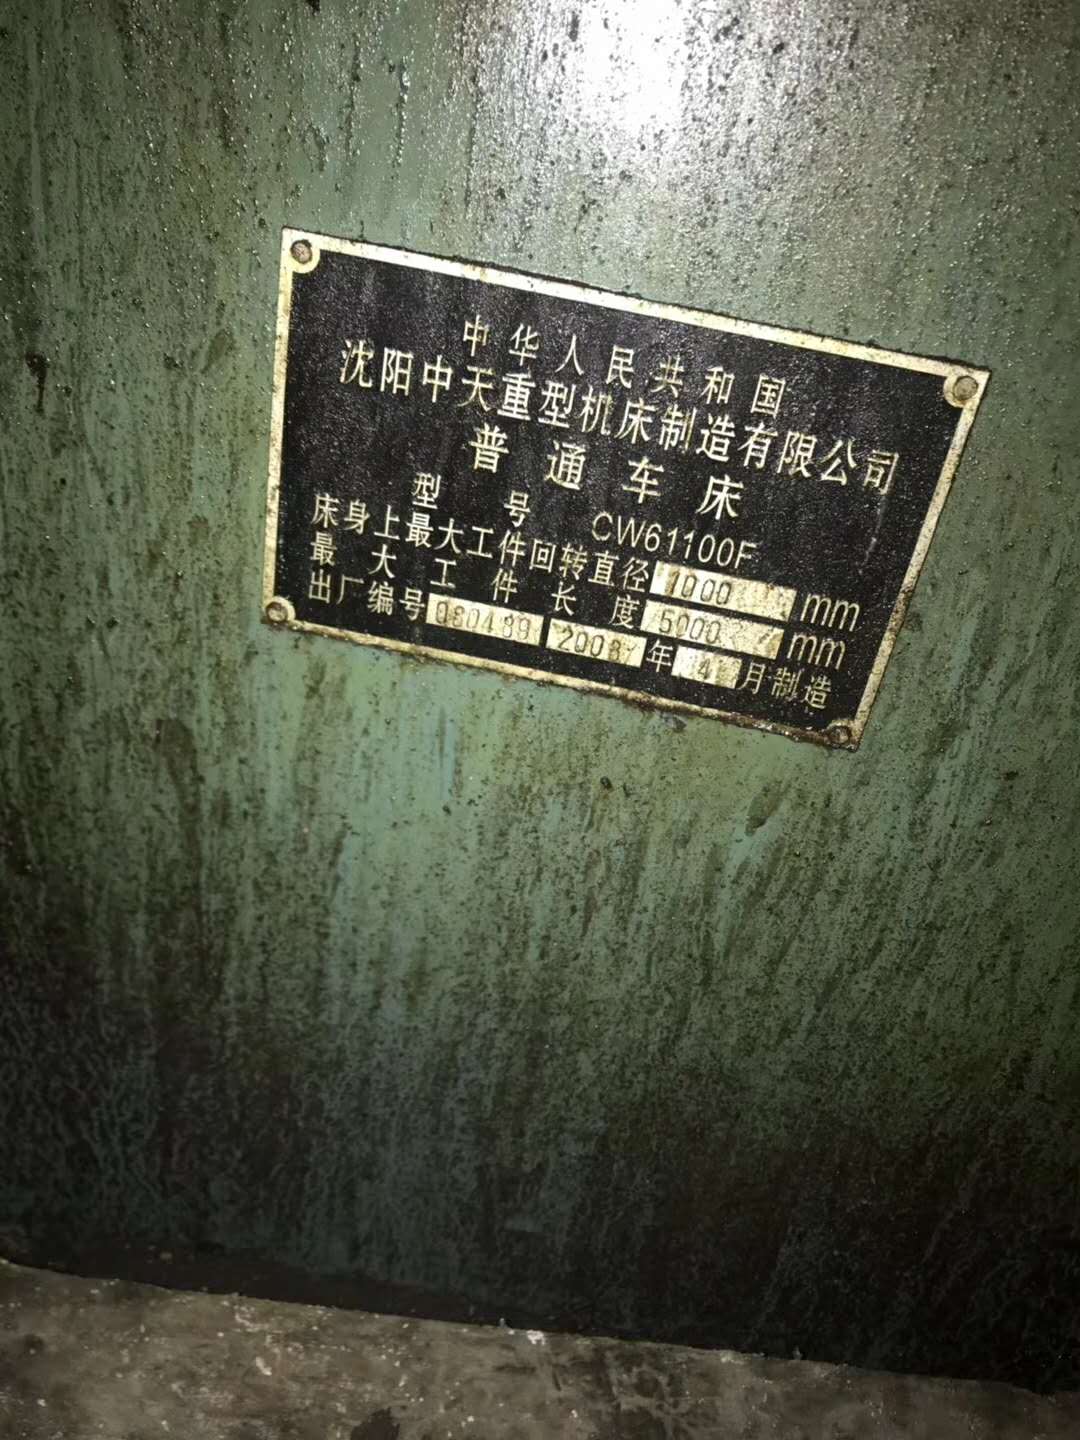 中华人民共和国
沈阳中天重型机床制造有限公司
普通车床
型号 CW61100F
床身上最大工件回转直径 1000 mm
最大工件长度 5000 mm
出厂编号 2008 年 4 月制造